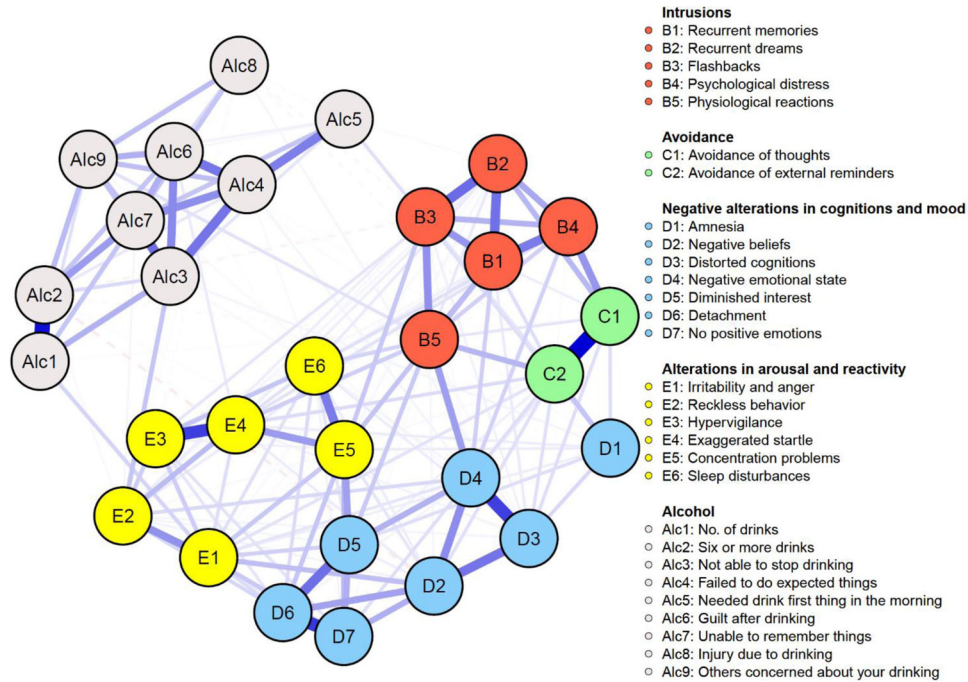 Alc8
Alc5
Alc9
Alc6
Alc4
Alc7
Alc3
Alc2
Alc1
B2
B3
B4
B1
B5
C1
C2
E6
E4
E3
E5
E2
E1
D1
D4
D3
D5
D2
D6
D7
Intrusions
B1: Recurrent memories
B2: Recurrent dreams
B3: Flashbacks
B4: Psychological distress
B5: Physiological reactions
Avoidance
C1: Avoidance of thoughts
C2: Avoidance of external reminders
Negative alterations in cognitions and mood
D1: Amnesia
D2: Negative beliefs
D3: Distorted cognitions
D4: Negative emotional state
D5: Diminished interest
D6: Detachment
D7: No positive emotions
Alterations in arousal and reactivity
E1: Irritability and anger
E2: Reckless behavior
E3: Hypervigilance
E4: Exaggerated startle
E5: Concentration problems
E6: Sleep disturbances
Alcohol
Alc1: No. of drinks
Alc2: Six or more drinks
Alc3: Not able to stop drinking
Alc4: Failed to do expected things
Alc5: Needed drink first thing in the morning
Alc6: Guilt after drinking
Alc7: Unable to remember things
Alc8: Injury due to drinking
Alc9: Others concerned about your drinking